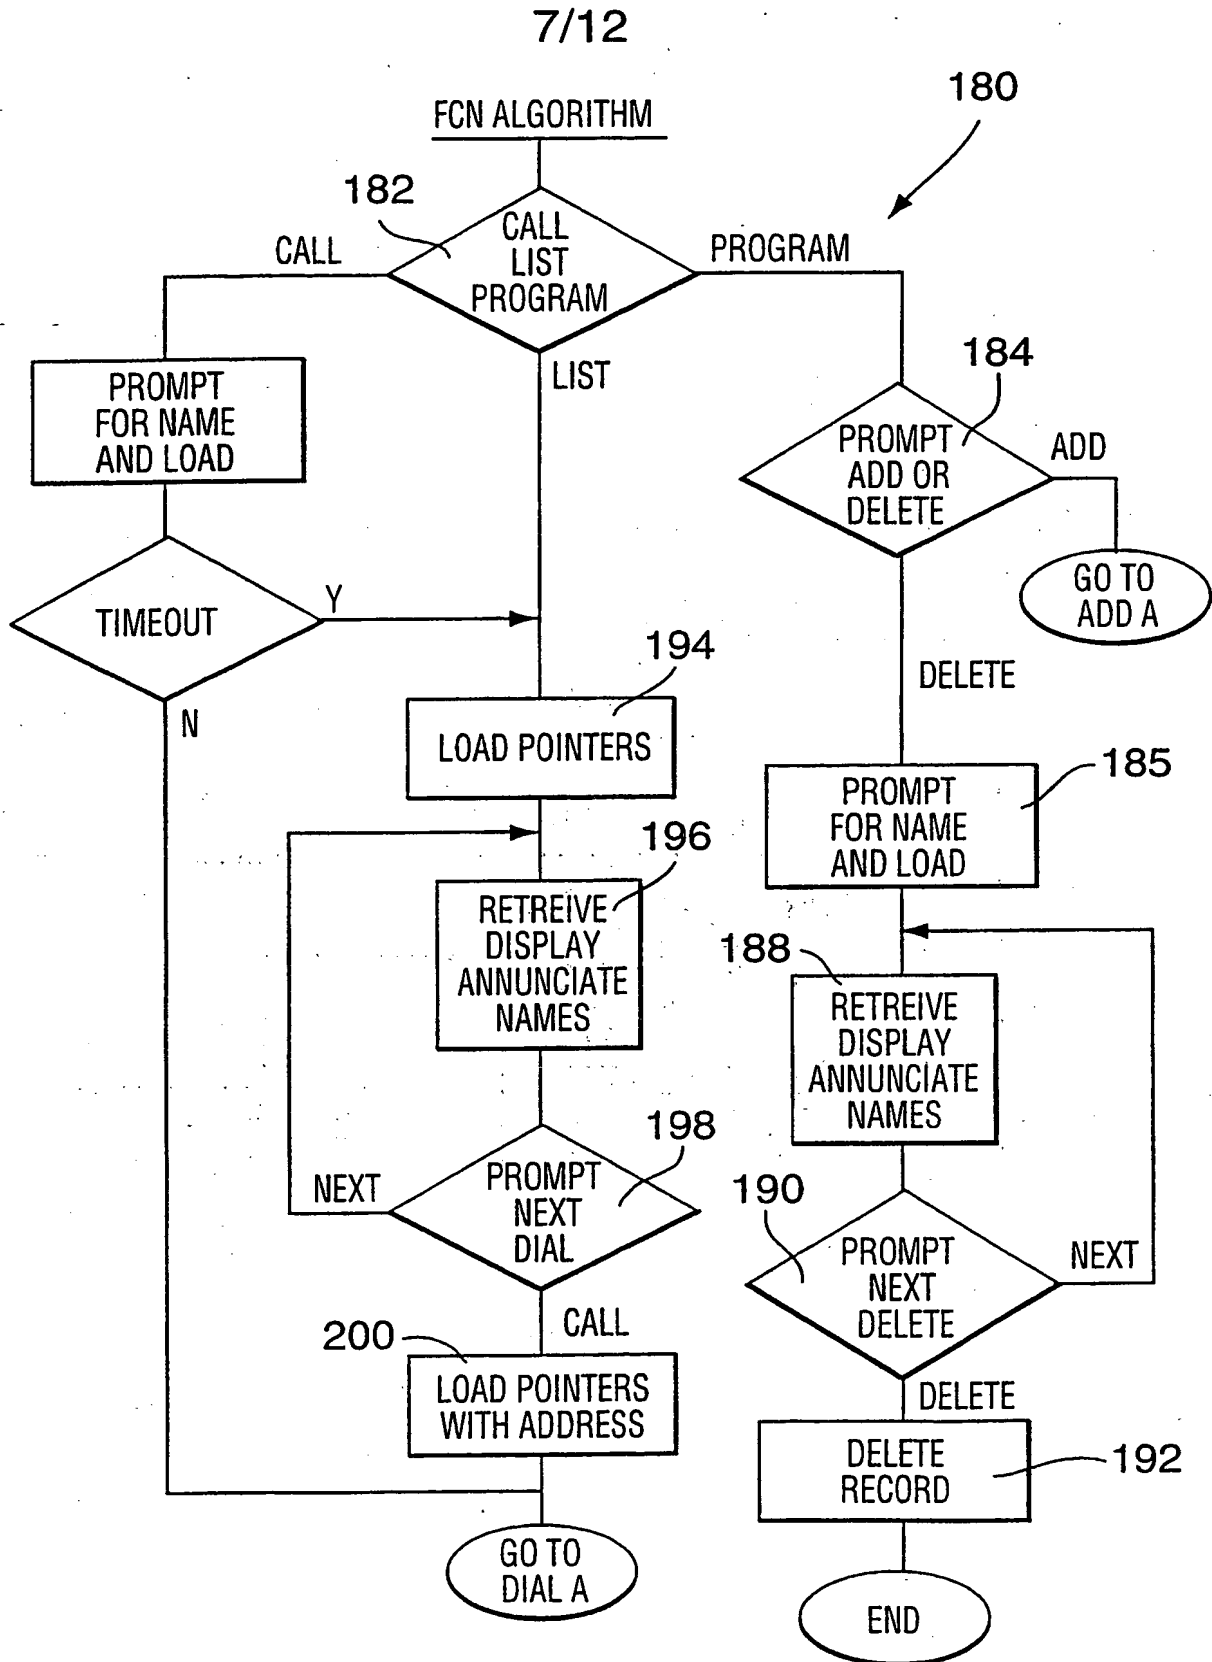 7/12
180
FCN ALGORITHM
182
CALL
LIST
PROGRAM
CALL
PROGRAM
LIST
PROMPT
FOR NAME
AND LOAD
184
PROMPT
ADD OR
DELETE
ADD
GO TO
ADD A
TIMEOUT
Y
N
194
DELETE
LOAD POINTERS
185
PROMPT
FOR NAME
AND LOAD
196
RETREIVE
DISPLAY
ANNUNCIATE
NAMES
188
RETREIVE
DISPLAY
ANNUNCIATE
NAMES
198
PROMPT
NEXT
DIAL
NEXT
190
PROMPT
NEXT
DELETE
NEXT
CALL
200
LOAD POINTERS
WITH ADDRESS
DELETE
DELETE
RECORD
192
GO TO
DIAL A
END